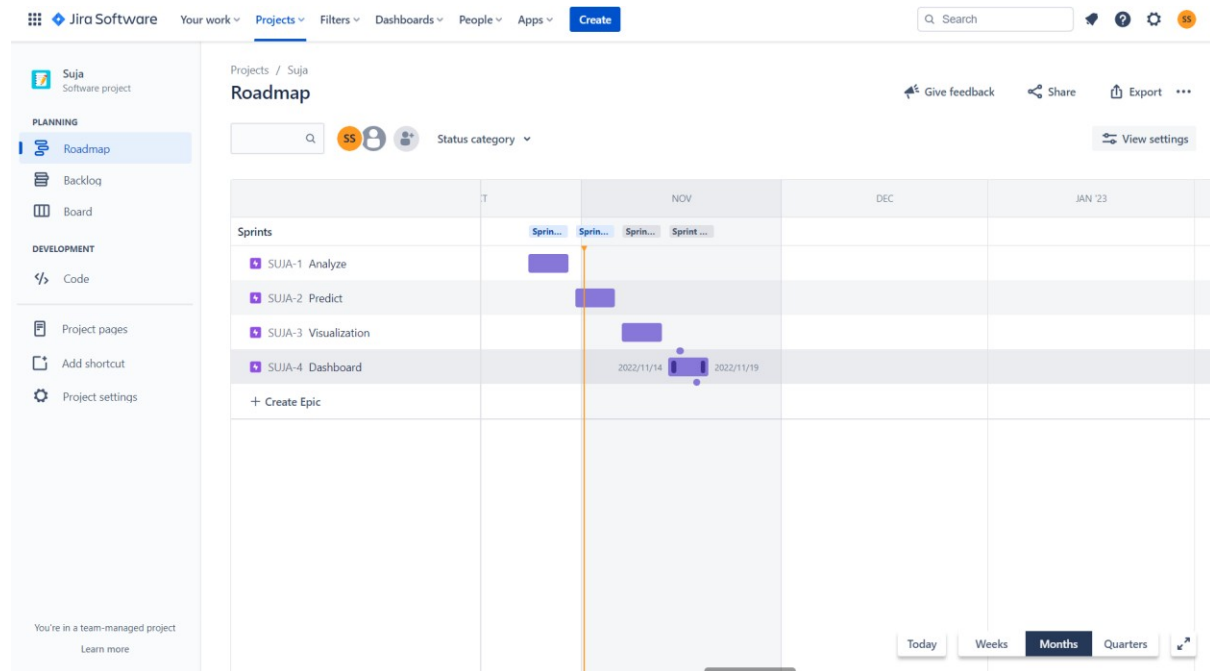 Jira Software Your work Projects Filters Dashboards People Apps Create Search SS
Suja
Software project
PLANNING
Roadmap
Backlog
Board
DEVELOPMENT
Code
Project pages
Add shortcut
Project settings
You're in a team-managed project
Learn more
Projects / Suja
Roadmap
Give feedback Share Export
SS Status category View settings
NOV DEC JAN '23
Sprints Sprin... Sprin... Sprin... Sprint ...
SUJA-1 Analyze
SUJA-2 Predict
SUJA-3 Visualization
SUJA-4 Dashboard 2022/11/14 2022/11/19
+ Create Epic
Today Weeks Months Quarters